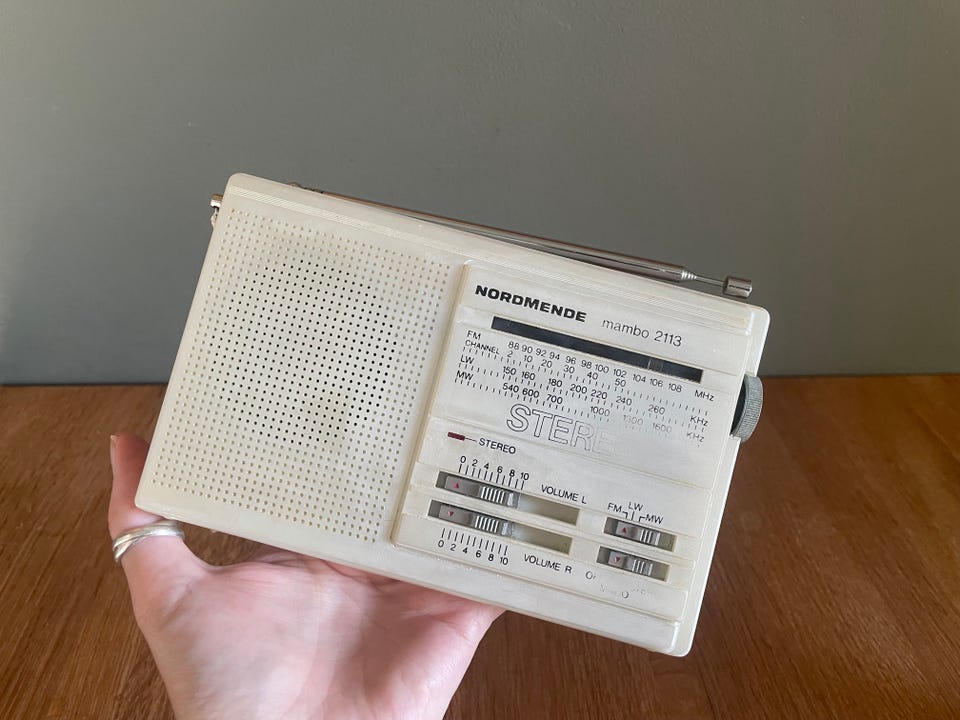 NORDMENDE mambo 2113
FM 88 90 92 94 96 98 100 102 104 106 108 MHz
CHANNEL 2 10 20 30 40 50
LW 150 160 180 200 220 240 260 KHz
MW 540 600 700 1000 1300 1600 KHz
STERE
STEREO
0 2 4 6 8 10
VOLUME L
FM LW MW
0 2 4 6 8 10
VOLUME R